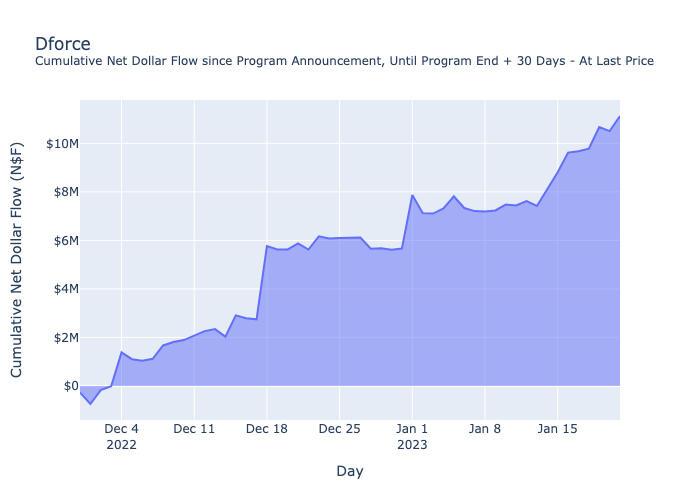 Dforce
Cumulative Net Dollar Flow since Program Announcement, Until Program End + 30 Days - At Last Price
Cumulative Net Dollar Flow (N$F)
$10M
$8M
$6M
$4M
$2M
$0
Dec 4 Dec 11 Dec 18 Dec 25 Jan 1 Jan 8 Jan 15
2022 2023
Day